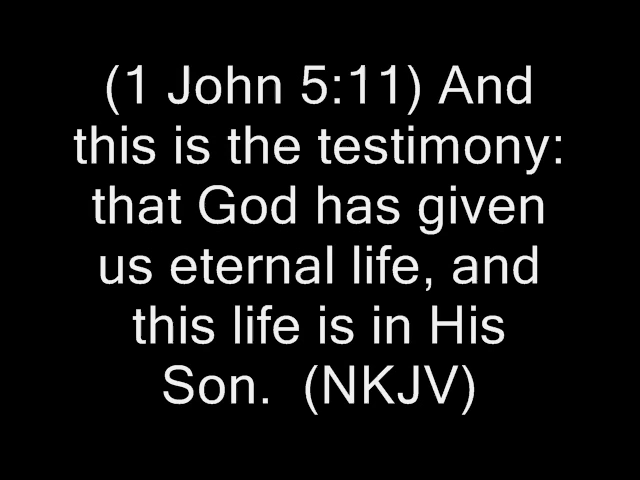 (1 John 5:11) And
this is the testimony:
that God has given
us eternal life, and
this life is in His
Son.  (NKJV)